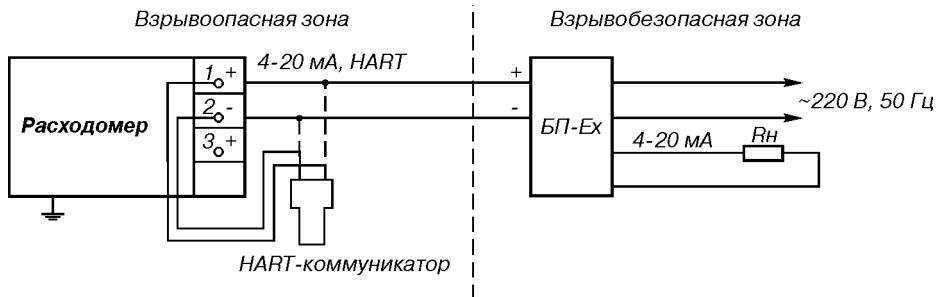 Взрывоопасная зона
Взрывобезопасная зона
1 +
4-20 мА, HART
+
2 -
-
~220 В, 50 Гц
Расходомер
БП-Ex
3 +
4-20 мА
Rн
HART-коммуникатор